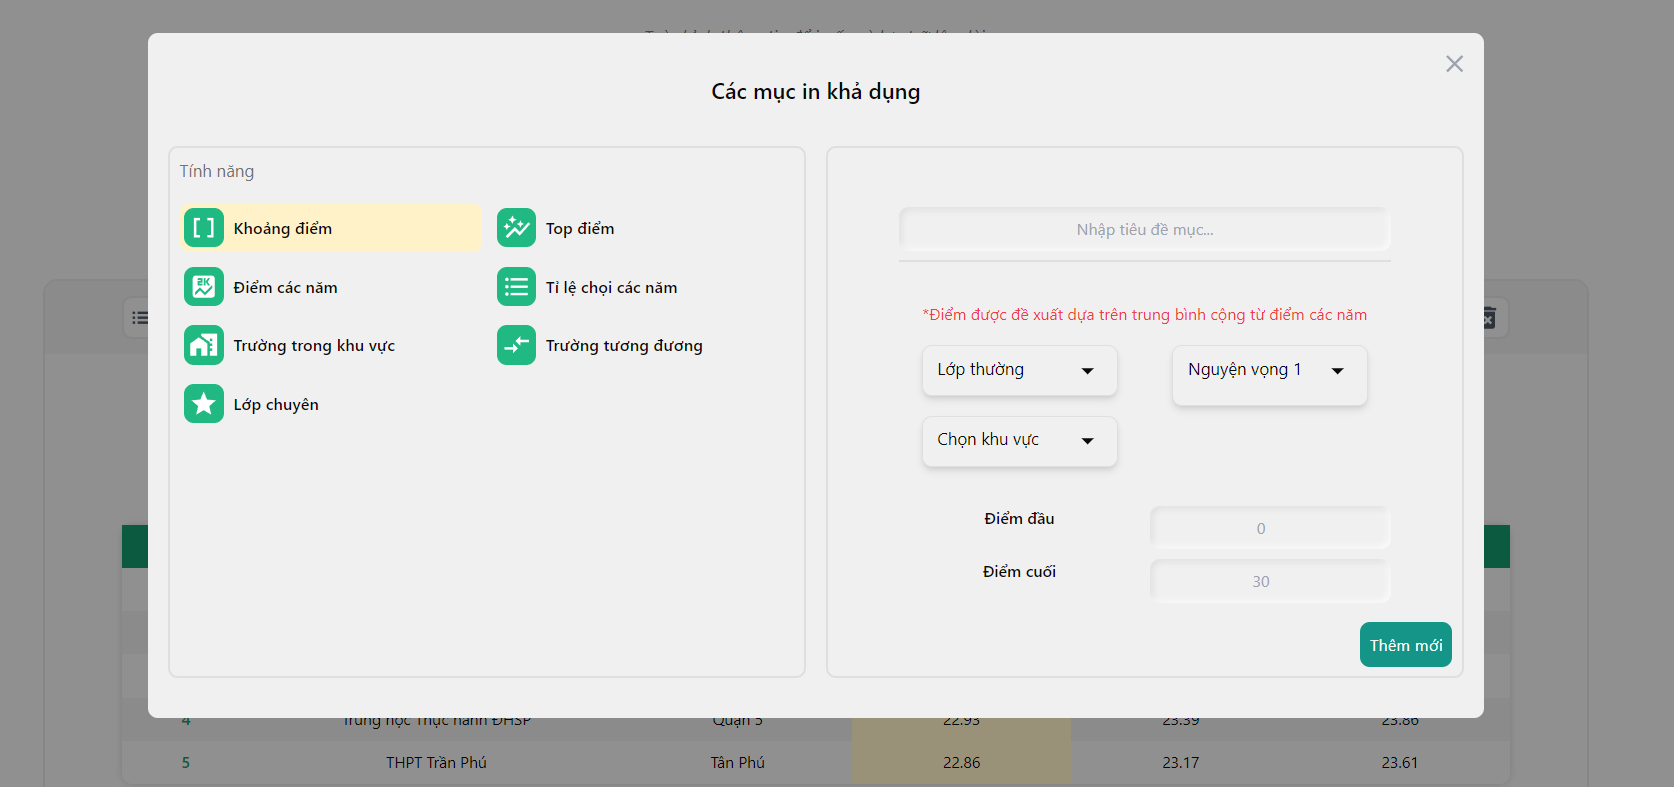 Các mục in khả dụng
Tính năng
Khoảng điểm
Top điểm
Điểm các năm
Tỉ lệ chọi các năm
Trường trong khu vực
Trường tương đương
Lớp chuyên
Nhập tiêu đề mục...
*Điểm được đề xuất dựa trên trung bình cộng từ điểm các năm
Lớp thường
Nguyện vọng 1
Chọn khu vực
Điểm đầu
0
Điểm cuối
30
Thêm mới
4 Trung học Thực hành ĐHSP Quận 5 22.93 23.39 23.86
5 THPT Trần Phú Tân Phú 22.86 23.17 23.61